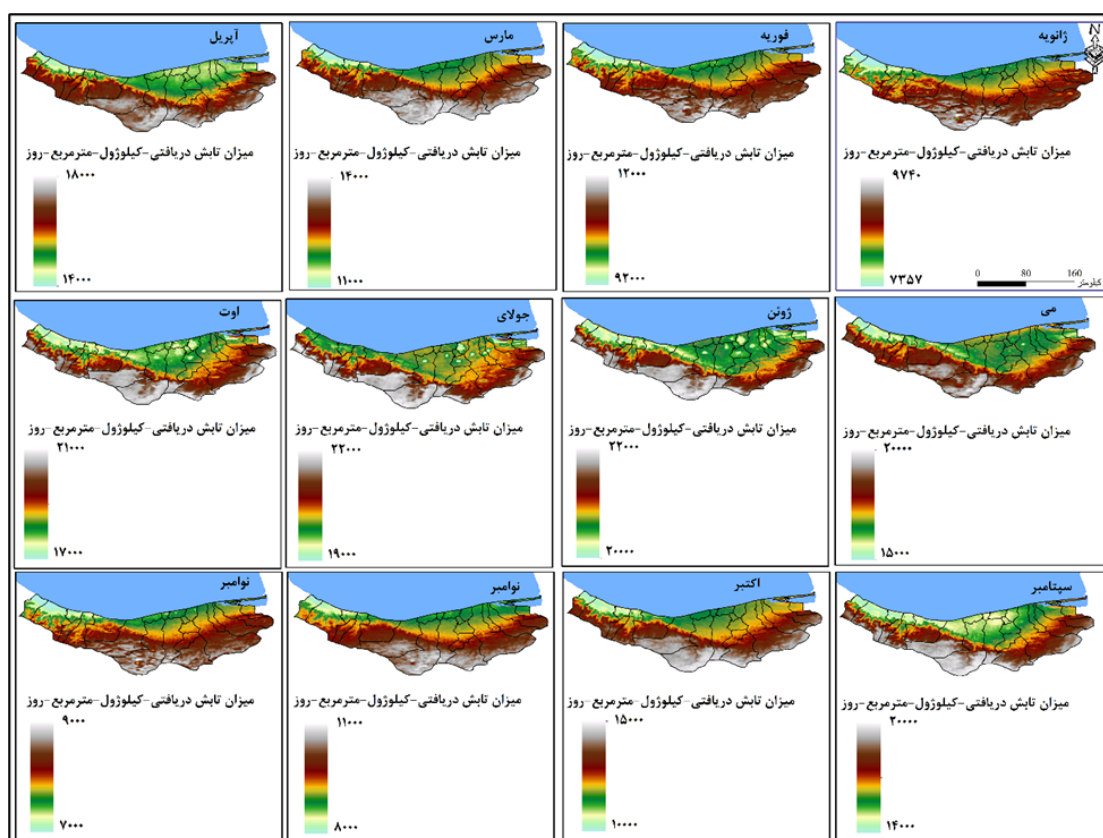 ژانویه
N
میزان تابش دریافتی-کیلوژول-مترمربع-روز
۹۷۴۰
۷۳۵۷
0 80 160
کیلومتر
فوریه
میزان تابش دریافتی-کیلوژول-مترمربع-روز
۱۲۰۰۰
۹۲۰۰۰
مارس
میزان تابش دریافتی-کیلوژول-مترمربع-روز
۱۴۰۰۰
۱۱۰۰۰
آپریل
میزان تابش دریافتی-کیلوژول-مترمربع-روز
۱۸۰۰۰
۱۴۰۰۰
می
میزان تابش دریافتی-کیلوژول-مترمربع-روز
۲۰۰۰۰
۱۵۰۰۰
ژوئن
میزان تابش دریافتی-کیلوژول-مترمربع-روز
۲۲۰۰۰
۲۰۰۰۰
جولای
میزان تابش دریافتی-کیلوژول-مترمربع-روز
۲۲۰۰۰
۱۹۰۰۰
اوت
میزان تابش دریافتی-کیلوژول-مترمربع-روز
۲۱۰۰۰
۱۷۰۰۰
سپتامبر
میزان تابش دریافتی-کیلوژول-مترمربع-روز
۲۰۰۰۰
۱۴۰۰۰
اکتبر
میزان تابش دریافتی-کیلوژول-مترمربع-روز
۱۵۰۰۰
۱۰۰۰۰
نوامبر
میزان تابش دریافتی-کیلوژول-مترمربع-روز
۱۱۰۰۰
۸۰۰۰
نوامبر
میزان تابش دریافتی-کیلوژول-مترمربع-روز
۹۰۰۰
۷۰۰۰